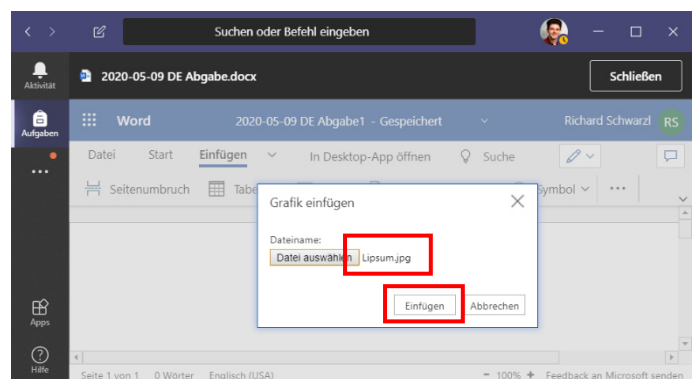 Suchen oder Befehl eingeben
Aktivität
2020-05-09 DE Abgabe.docx
Schließen
Aufgaben
Word
2020-05-09 DE Abgabe1 - Gespeichert
Richard Schwarzl RS
Datei Start Einfügen In Desktop-App öffnen Suche
Seitenumbruch Symbol
Grafik einfügen
Dateiname:
Datei auswählen Lipsum.jpg
Einfügen Abbrechen
Apps
Hilfe
Seite 1 von 1 0 Wörter Englisch (USA) 100% Feedback an Microsoft senden